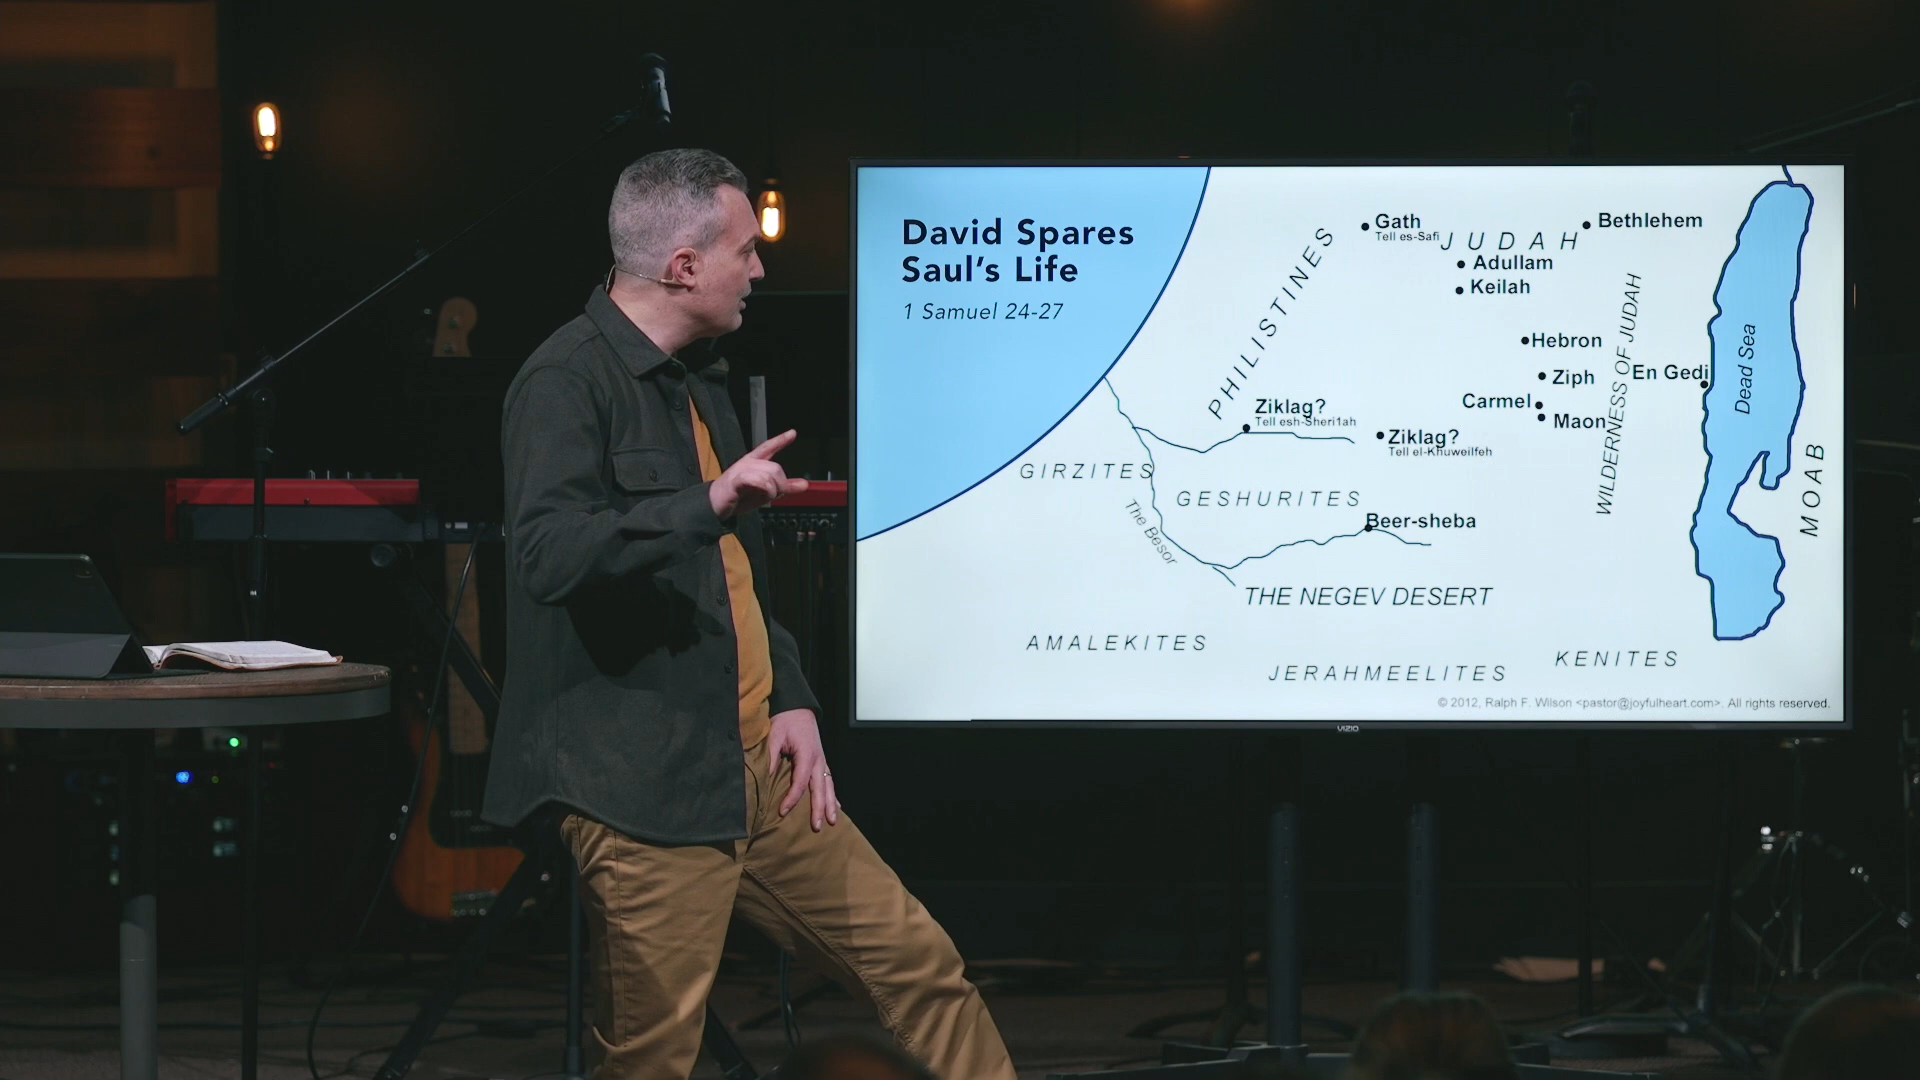 David Spares
Saul's Life
1 Samuel 24-27
PHILISTINES
Gath
Tell es-Safi
JUDAH
Bethlehem
Adullam
Keilah
Hebron
Ziph
WILDERNESS OF JUDAH
En Gedi
Dead Sea
Carmel
Maon
MOAB
Ziklag?
Tell esh-Sheri1ah
Ziklag?
Tell el-Khuweilfeh
GIRZITES
GESHURITES
The Besor
Beer-sheba
THE NEGEV DESERT
AMALEKITES
JERAHMEELITES
KENITES
© 2012, Ralph F. Wilson <pastor@joyfulheart.com>. All rights reserved.
VIZIO